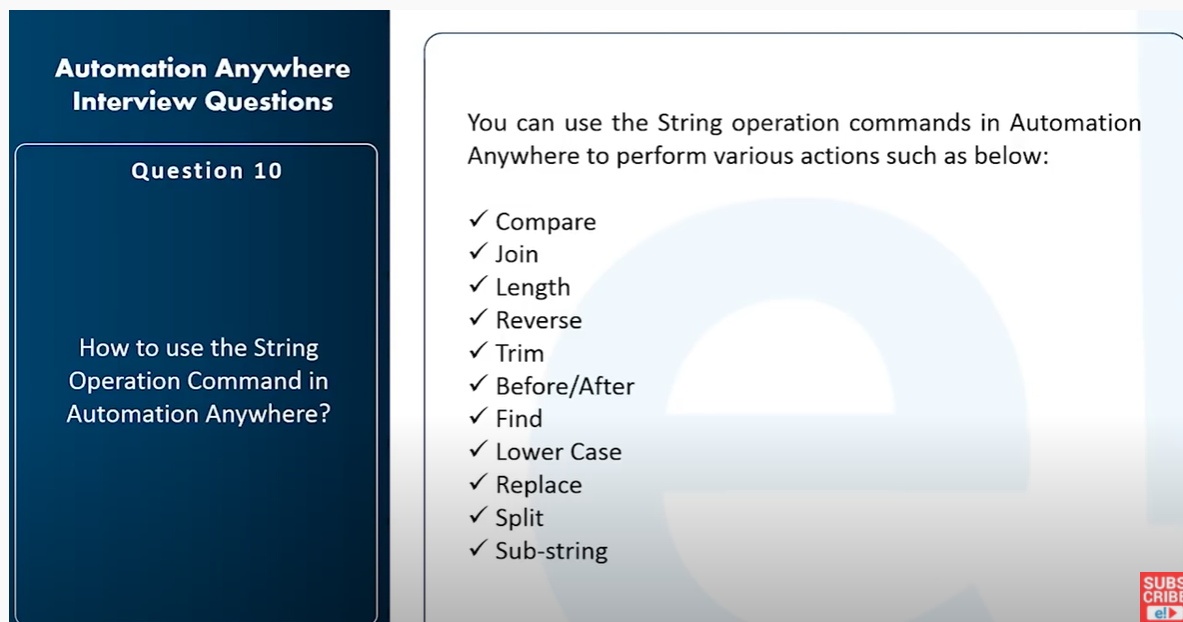 Automation Anywhere
Interview Questions
Question 10
How to use the String
Operation Command in
Automation Anywhere?
You can use the String operation commands in Automation
Anywhere to perform various actions such as below:
✓ Compare
✓ Join
✓ Length
✓ Reverse
✓ Trim
✓ Before/After
✓ Find
✓ Lower Case
✓ Replace
✓ Split
✓ Sub-string
SUBS
CRIBE
e!